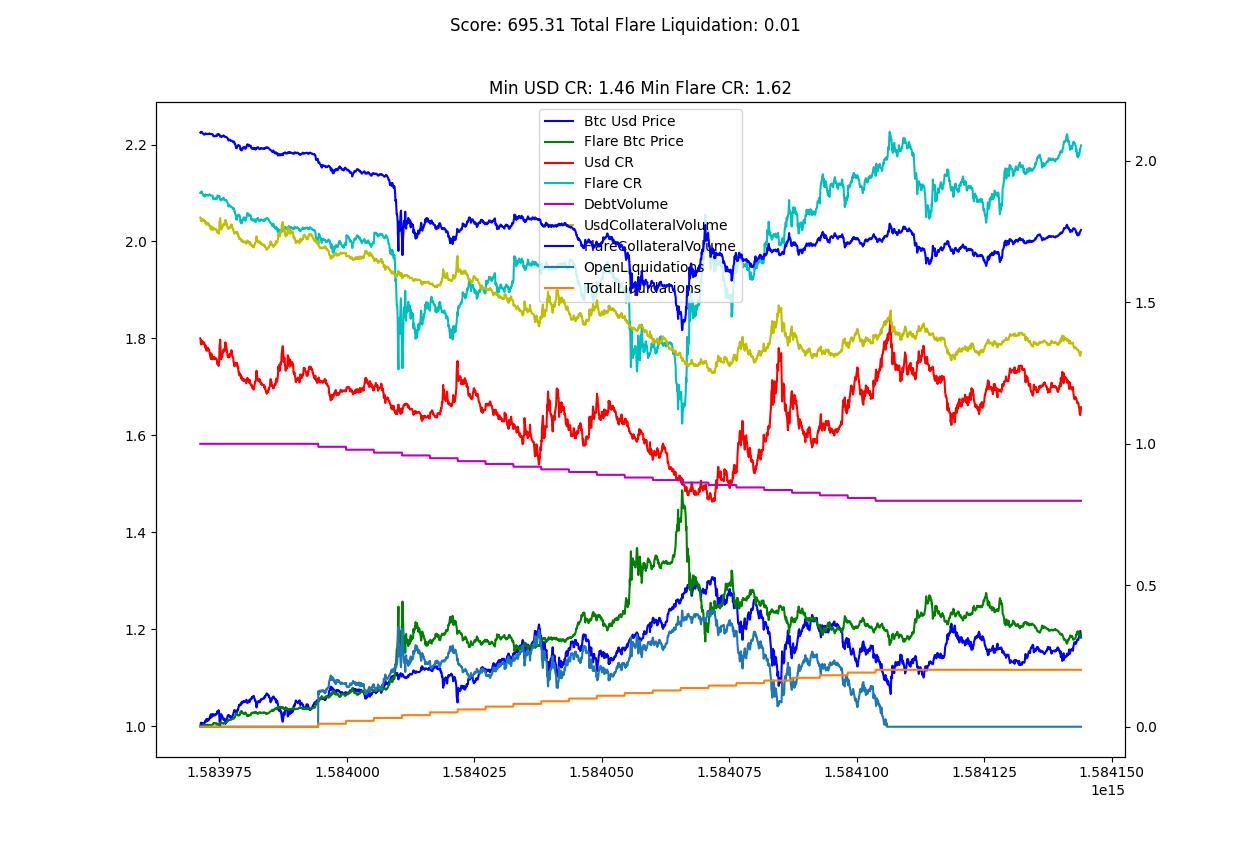 Score: 695.31 Total Flare Liquidation: 0.01
Min USD CR: 1.46 Min Flare CR: 1.62
Btc Usd Price
Flare Btc Price
Usd CR
Flare CR
DebtVolume
UsdCollateralVolume
FlareCollateralVolume
OpenLiquidations
TotalLiquidations
2.2
2.0
1.8
1.6
1.4
1.2
1.0
2.0
1.5
1.0
0.5
0.0
1.583975 1.584000 1.584025 1.584050 1.584075 1.584100 1.584125 1.584150
1e15